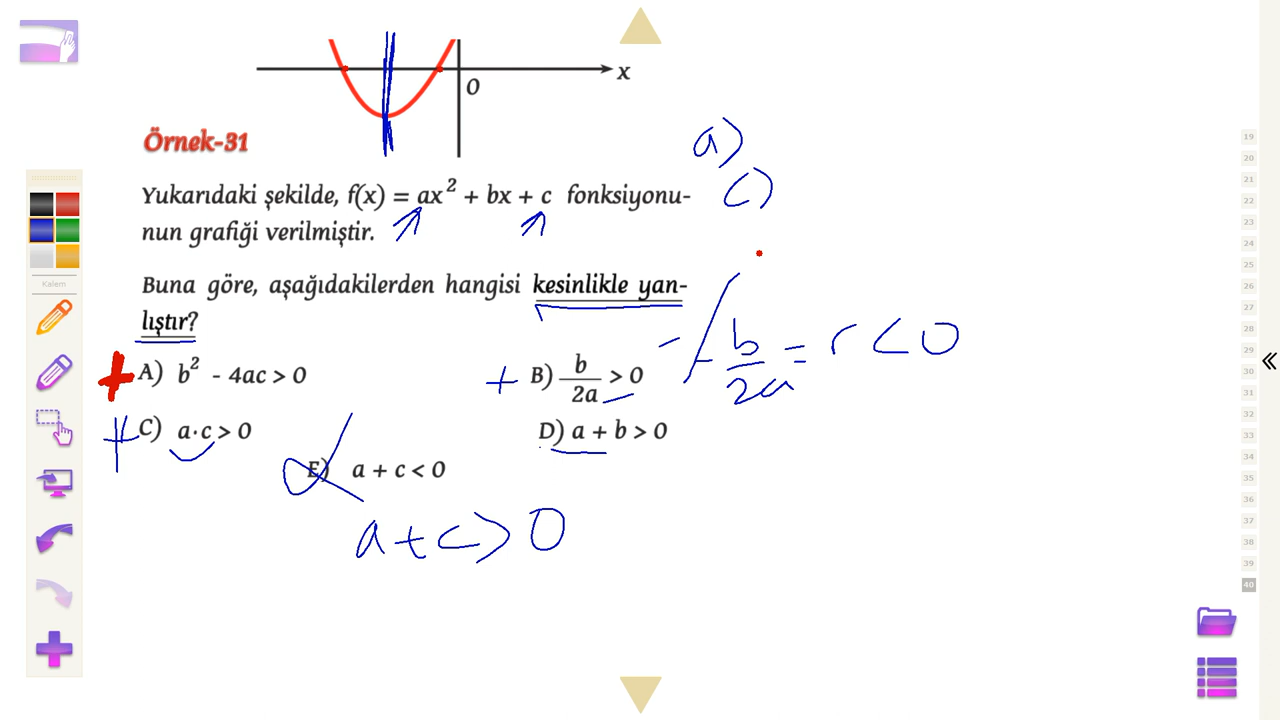 x
0
Örnek-31
Yukarıdaki şekilde, f(x) = ax² + bx + c fonksiyonu-
nun grafiği verilmiştir.
Buna göre, aşağıdakilerden hangisi kesinlikle yan-
lıştır?
A) b² - 4ac > 0
B) b/2a > 0
C) a·c > 0
D) a + b > 0
E) a + c < 0
a + c > 0
a)
c)
- b/2a = r < 0
Kalem
19
20
21
22
23
24
25
26
27
28
29
30
31
32
33
34
35
36
37
38
39
40